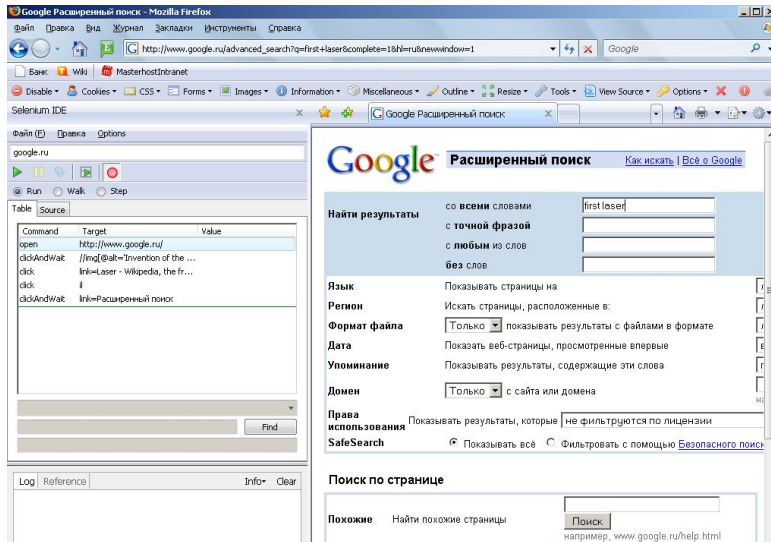 Google Расширенный поиск - Mozilla Firefox
Файл Правка Вид Журнал Закладки Инструменты Справка
http://www.google.ru/advanced_search?q=first+laser&complete=1&hl=ru&newwindow=1
Google
Банк Wiki MasterhostIntranet
Disable Cookies CSS Forms Images Information Miscellaneous Outline Resize Tools View Source Options
Selenium IDE
Google Расширенный поиск
Файл (F) Правка Options
google.ru
Run Walk Step
Table Source
Command Target Value
open http://www.google.ru/
clickAndWait //img[@alt='Invention of the ...
click link=Laser - Wikipedia, the fr...
click il
clickAndWait link=Расширенный поиск
Find
Log Reference Info Clear
Google™ Расширенный поиск Как искать | Всё о Google
Найти результаты
со всеми словами first laser
с точной фразой
с любым из слов
без слов
Язык Показывать страницы на
Регион Искать страницы, расположенные в:
Формат файла Только показывать результаты с файлами в формате
Дата Показать веб-страницы, просмотренные впервые
Упоминание Показывать результаты, содержащие эти слова
Домен Только с сайта или домена
Права использования Показывать результаты, которые не фильтруются по лицензии
SafeSearch Показывать всё Фильтровать с помощью Безопасного поиск
Поиск по странице
Похожие Найти похожие страницы
Поиск
например, www.google.ru/help.html